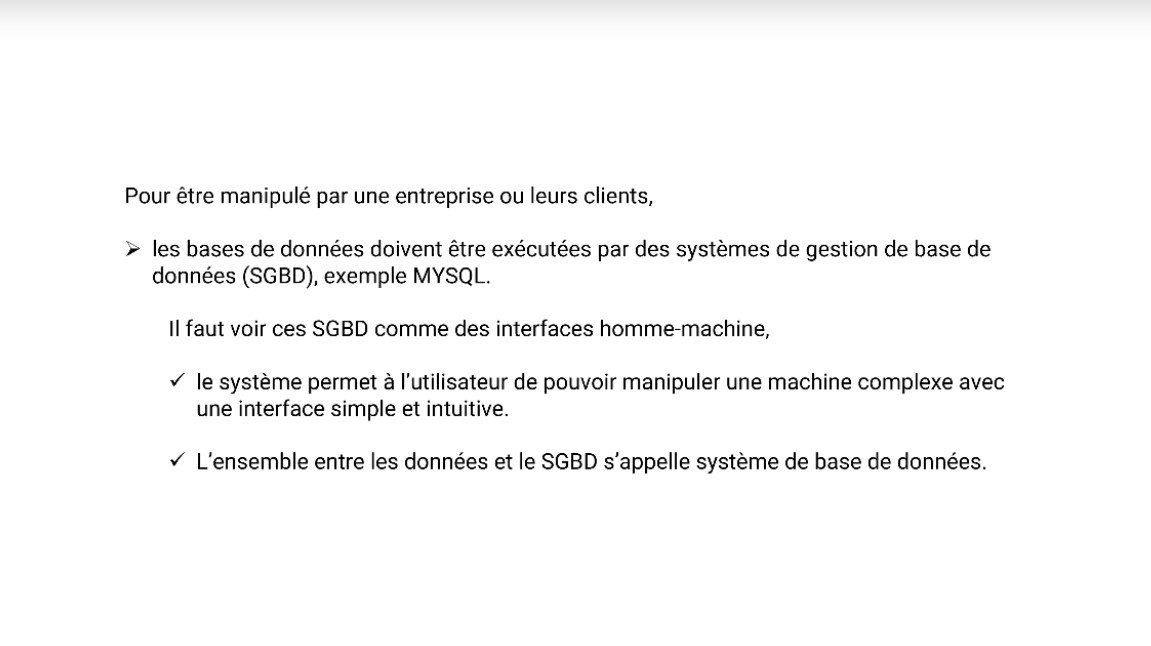 Pour être manipulé par une entreprise ou leurs clients,
➢ les bases de données doivent être exécutées par des systèmes de gestion de base de
données (SGBD), exemple MYSQL.
Il faut voir ces SGBD comme des interfaces homme-machine,
✓ le système permet à l’utilisateur de pouvoir manipuler une machine complexe avec
une interface simple et intuitive.
✓ L’ensemble entre les données et le SGBD s’appelle système de base de données.